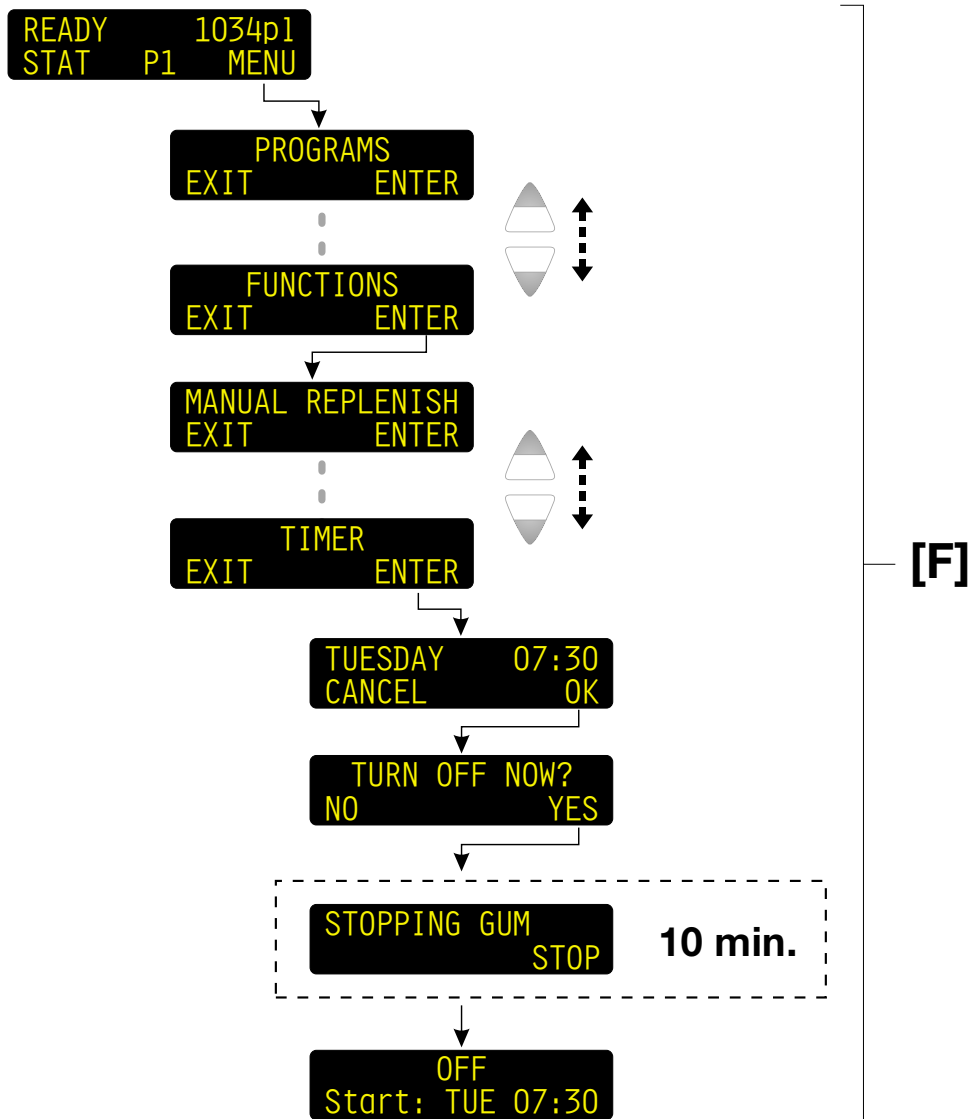 READY 1034pl
STAT P1 MENU
PROGRAMS
EXIT ENTER
FUNCTIONS
EXIT ENTER
MANUAL REPLENISH
EXIT ENTER
TIMER
EXIT ENTER
[F]
TUESDAY 07:30
CANCEL OK
TURN OFF NOW?
NO YES
STOPPING GUM
STOP
10 min.
OFF
Start: TUE 07:30